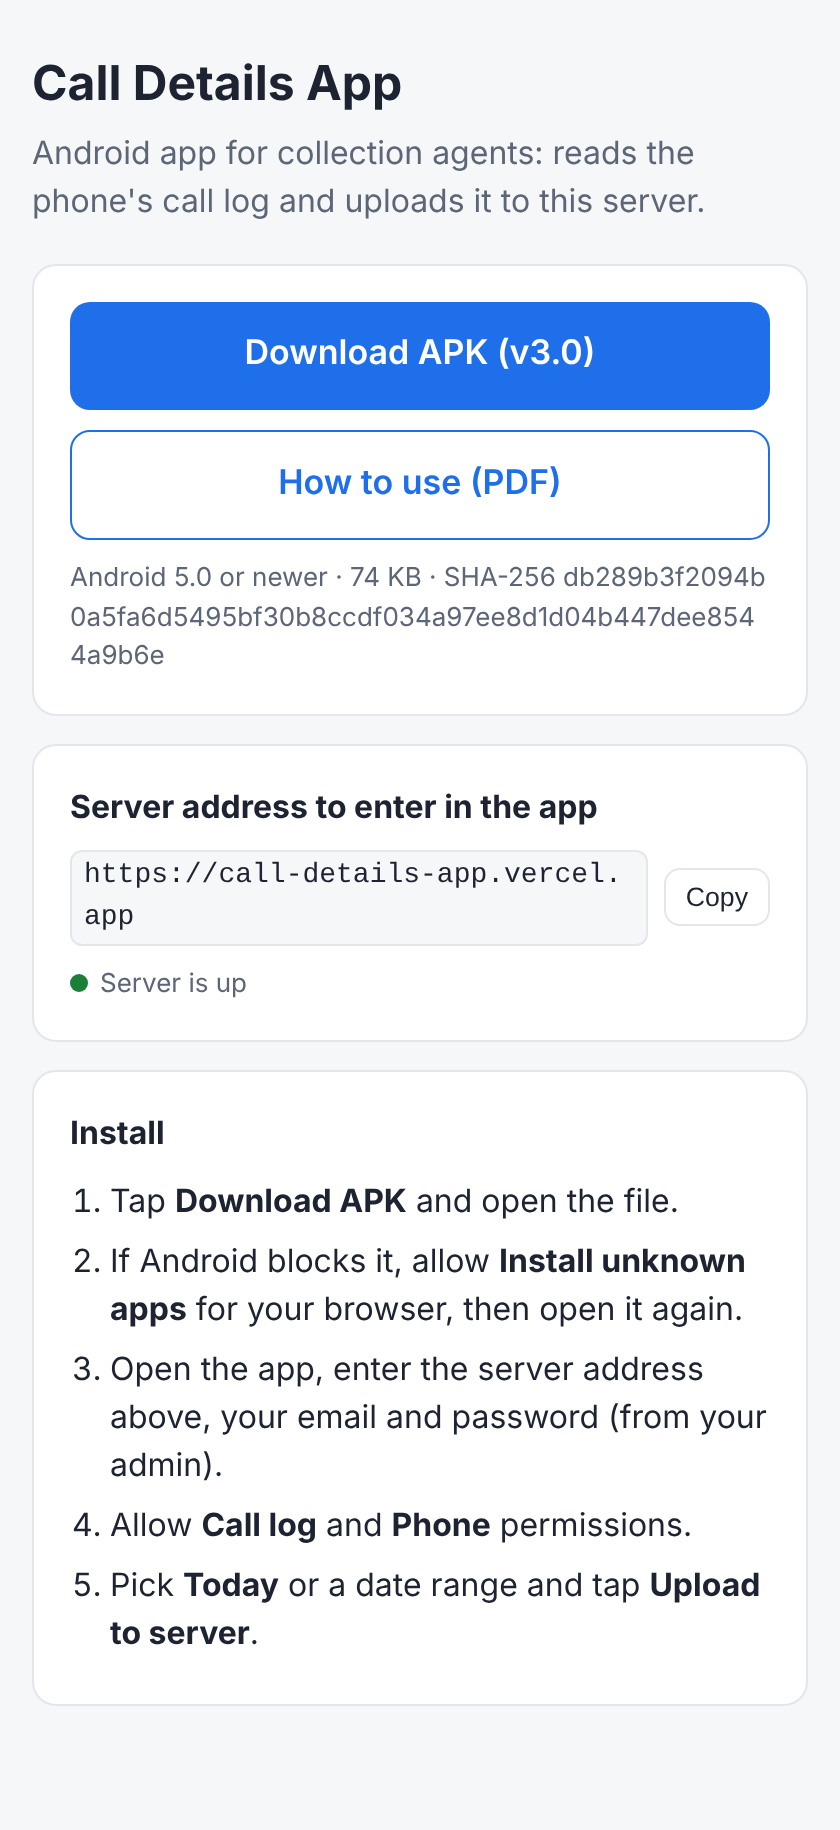 Call Details App
Android app for collection agents: reads the
phone's call log and uploads it to this server.
Download APK (v3.0)
How to use (PDF)
Android 5.0 or newer · 74 KB · SHA-256 db289b3f2094b
0a5fa6d5495bf30b8ccdf034a97ee8d1d04b447dee854
4a9b6e
Server address to enter in the app
https://call-details-app.vercel.
app
Copy
Server is up
Install
1. Tap Download APK and open the file.
2. If Android blocks it, allow Install unknown
apps for your browser, then open it again.
3. Open the app, enter the server address
above, your email and password (from your
admin).
4. Allow Call log and Phone permissions.
5. Pick Today or a date range and tap Upload
to server.